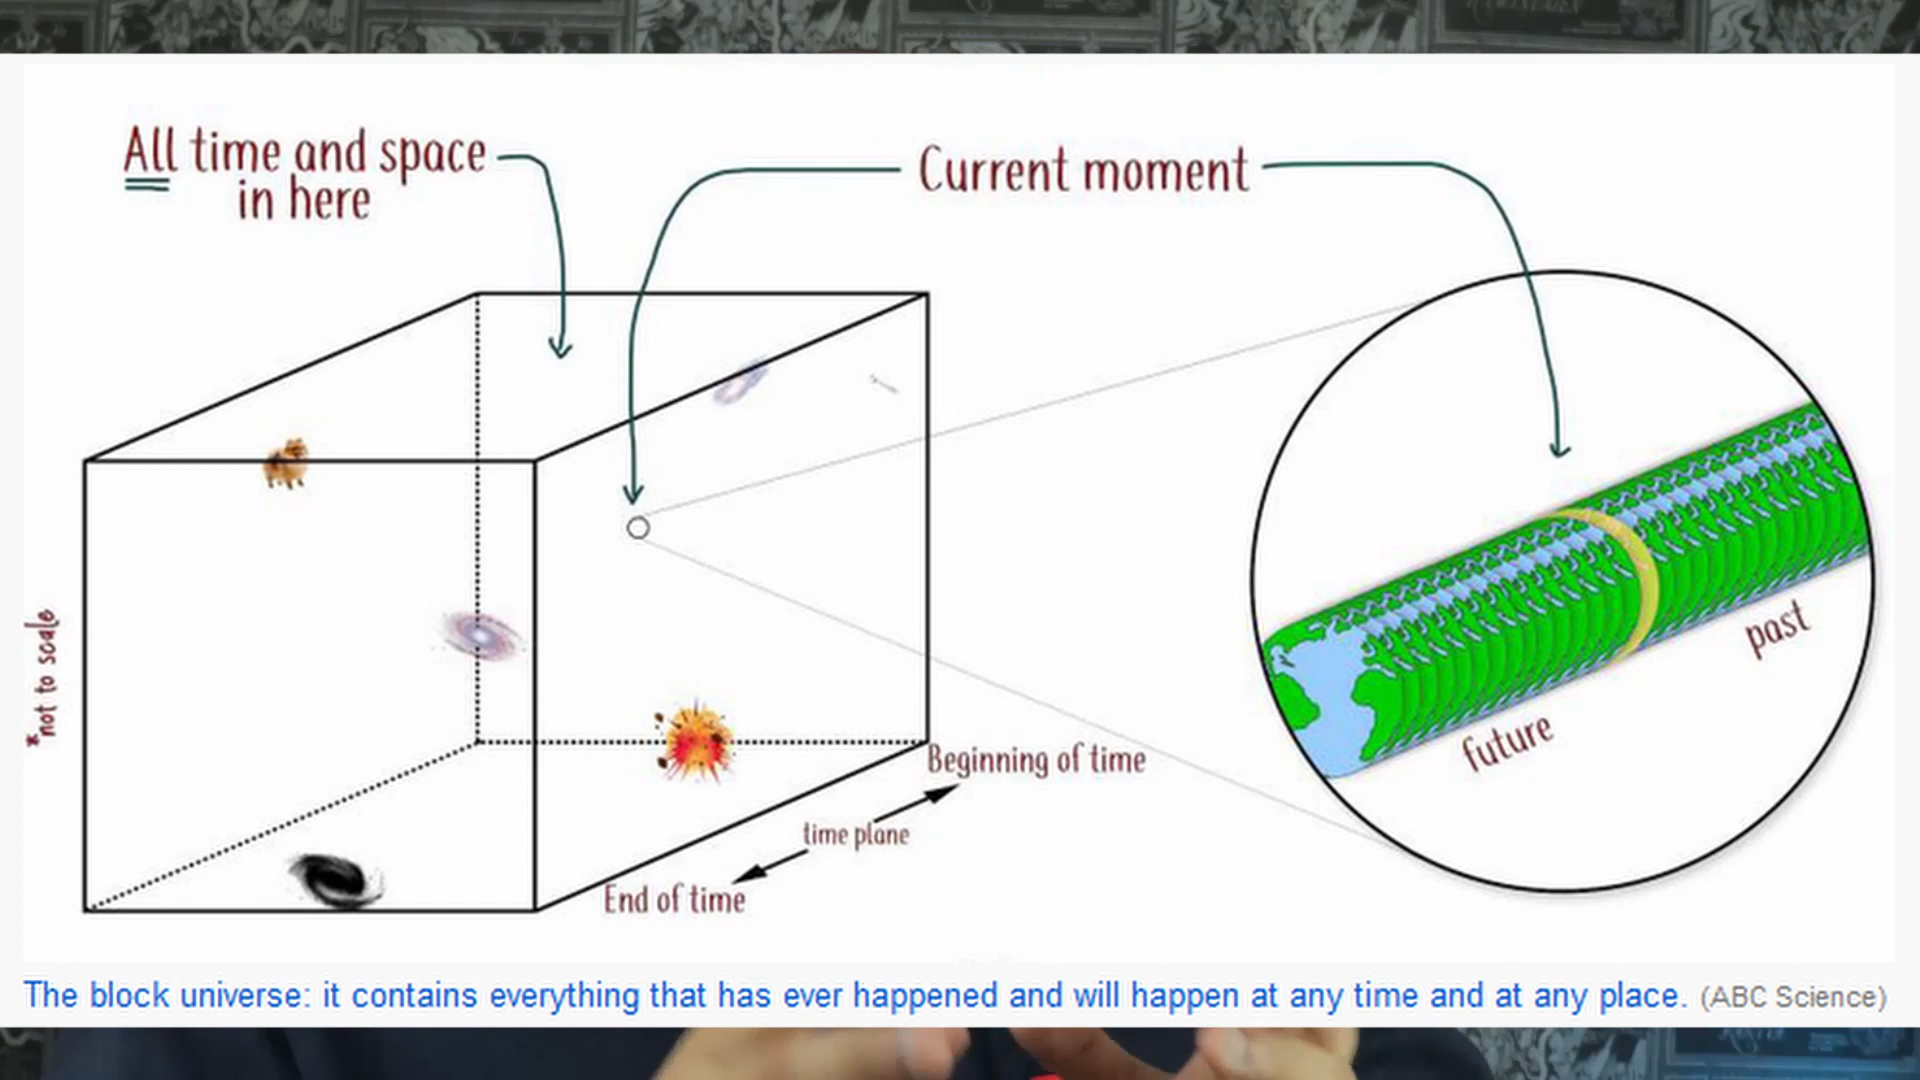 All time and space
in here
Current moment
*not to scale
Beginning of time
time plane
End of time
past
future
The block universe: it contains everything that has ever happened and will happen at any time and at any place. (ABC Science)